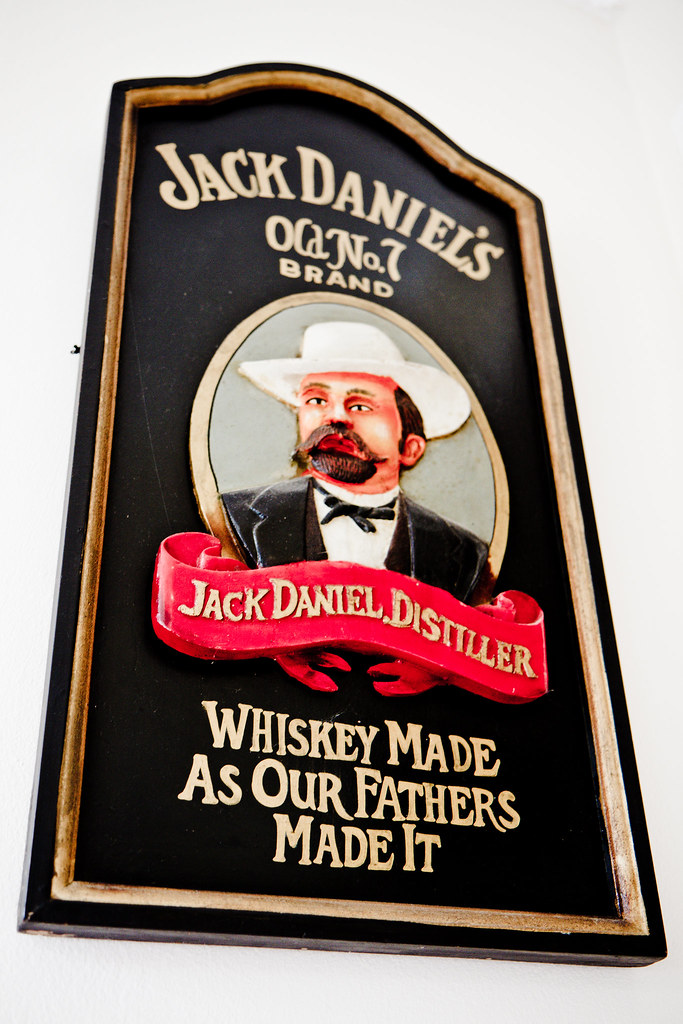 Jack Daniel's
Old No.7
BRAND
Jack Daniel, Distiller
Whiskey Made
As Our Fathers
Made It